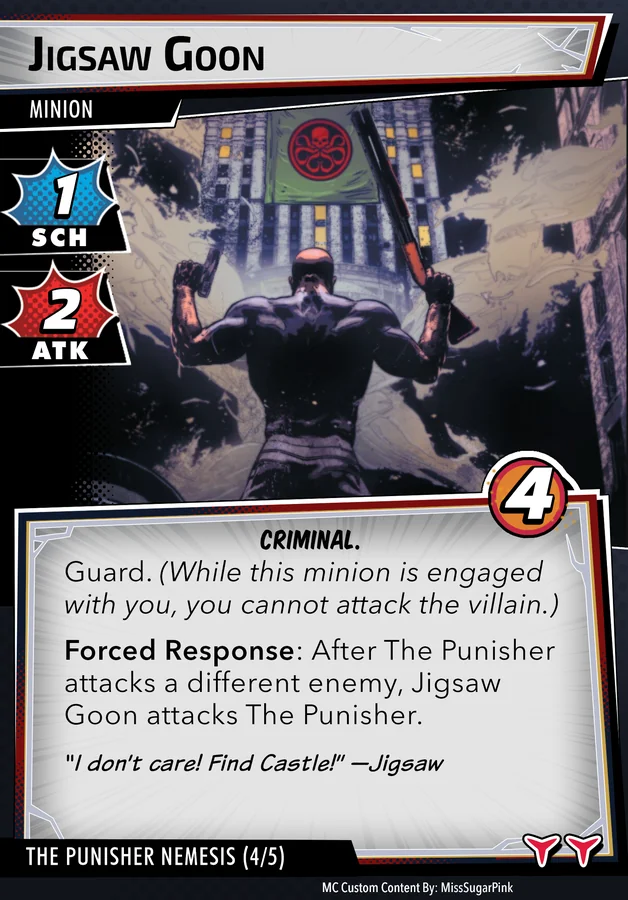 JIGSAW GOON
MINION
1
SCH
2
ATK
4
CRIMINAL.
Guard. (While this minion is engaged
with you, you cannot attack the villain.)
Forced Response: After The Punisher
attacks a different enemy, Jigsaw
Goon attacks The Punisher.
"I don't care! Find Castle!" —Jigsaw
THE PUNISHER NEMESIS (4/5)
MC Custom Content By: MissSugarPink